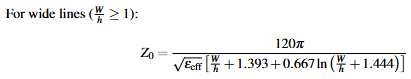 For wide lines (W/h ≥ 1):
Z₀ = 120π / √ε_eff [W/h + 1.393 + 0.667 ln (W/h + 1.444)]